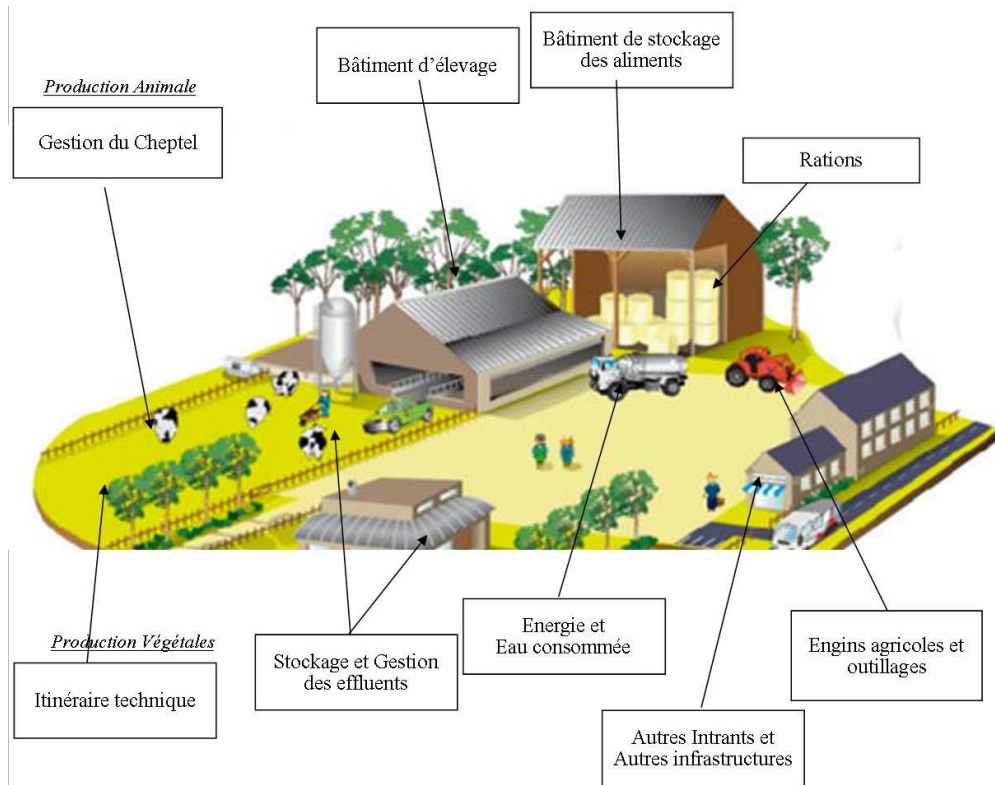 Bâtiment de stockage
des aliments
Bâtiment d'élevage
Production Animale
Gestion du Cheptel
Rations
Production Végétales
Itinéraire technique
Stockage et Gestion
des effluents
Energie et
Eau consommée
Engins agricoles et
outillages
Autres Intrants et
Autres infrastructures